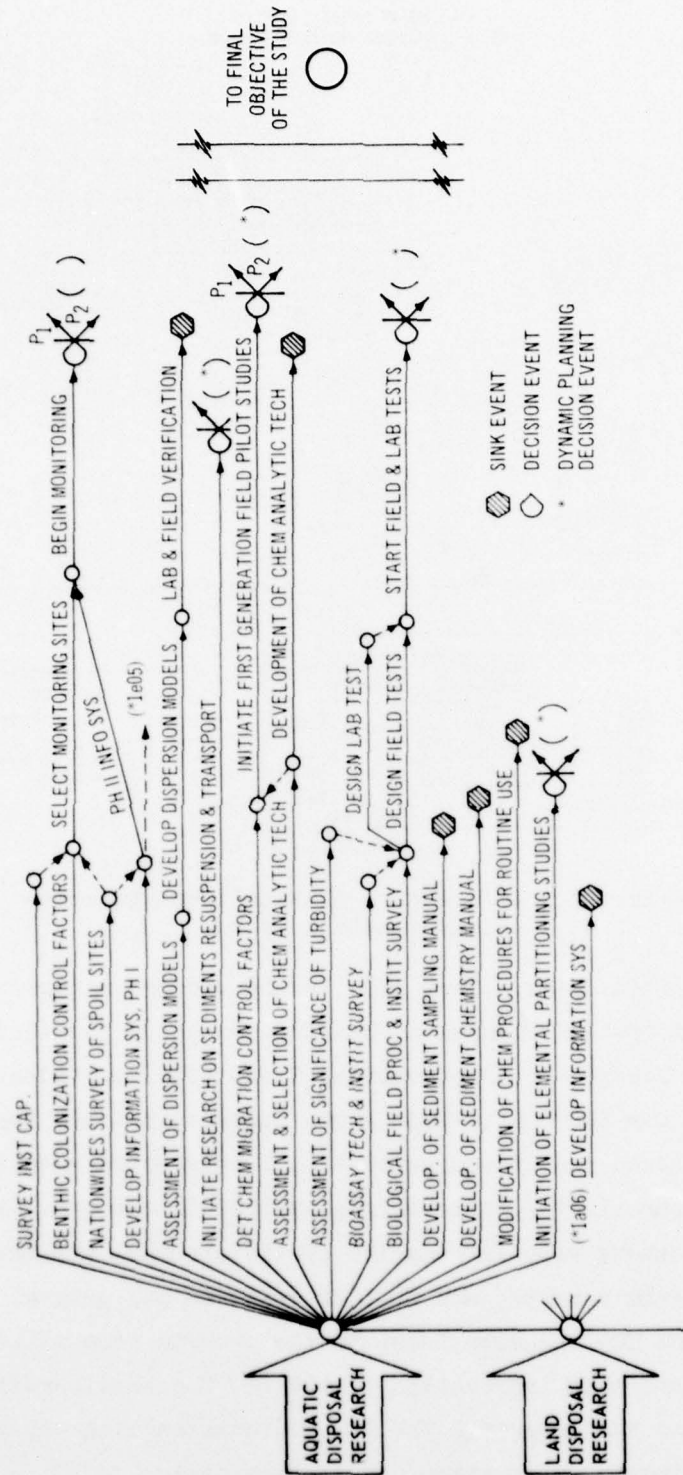 TO FINAL
OBJECTIVE
OF THE STUDY
SURVEY INST CAP.
BENTHIC COLONIZATION CONTROL FACTORS
SELECT MONITORING SITES
BEGIN MONITORING
P1
P2 ( )
NATIONWIDES SURVEY OF SPOIL SITES
PH II INFO SYS
DEVELOP INFORMATION SYS, PH I
(*1e05)
ASSESSMENT OF DISPERSION MODELS
DEVELOP DISPERSION MODELS
LAB & FIELD VERIFICATION
INITIATE RESEARCH ON SEDIMENTS RESUSPENSION & TRANSPORT
( * )
DET CHEM MIGRATION CONTROL FACTORS
INITIATE FIRST GENERATION FIELD PILOT STUDIES
P1
P2 ( * )
ASSESSMENT & SELECTION OF CHEM ANALYTIC TECH
DEVELOPMENT OF CHEM ANALYTIC TECH
ASSESSMENT OF SIGNIFICANCE OF TURBIDITY
BIOASSAY TECH & INSTIT SURVEY
DESIGN LAB TEST
BIOLOGICAL FIELD PROC & INSTIT SURVEY
DESIGN FIELD TESTS
START FIELD & LAB TESTS
( * )
DEVELOP. OF SEDIMENT SAMPLING MANUAL
DEVELOP. OF SEDIMENT CHEMISTRY MANUAL
MODIFICATION OF CHEM PROCEDURES FOR ROUTINE USE
INITIATION OF ELEMENTAL PARTITIONING STUDIES
( * )
(*1a06) DEVELOP INFORMATION SYS
AQUATIC
DISPOSAL
RESEARCH
LAND
DISPOSAL
RESEARCH
SINK EVENT
DECISION EVENT
* DYNAMIC PLANNING
DECISION EVENT